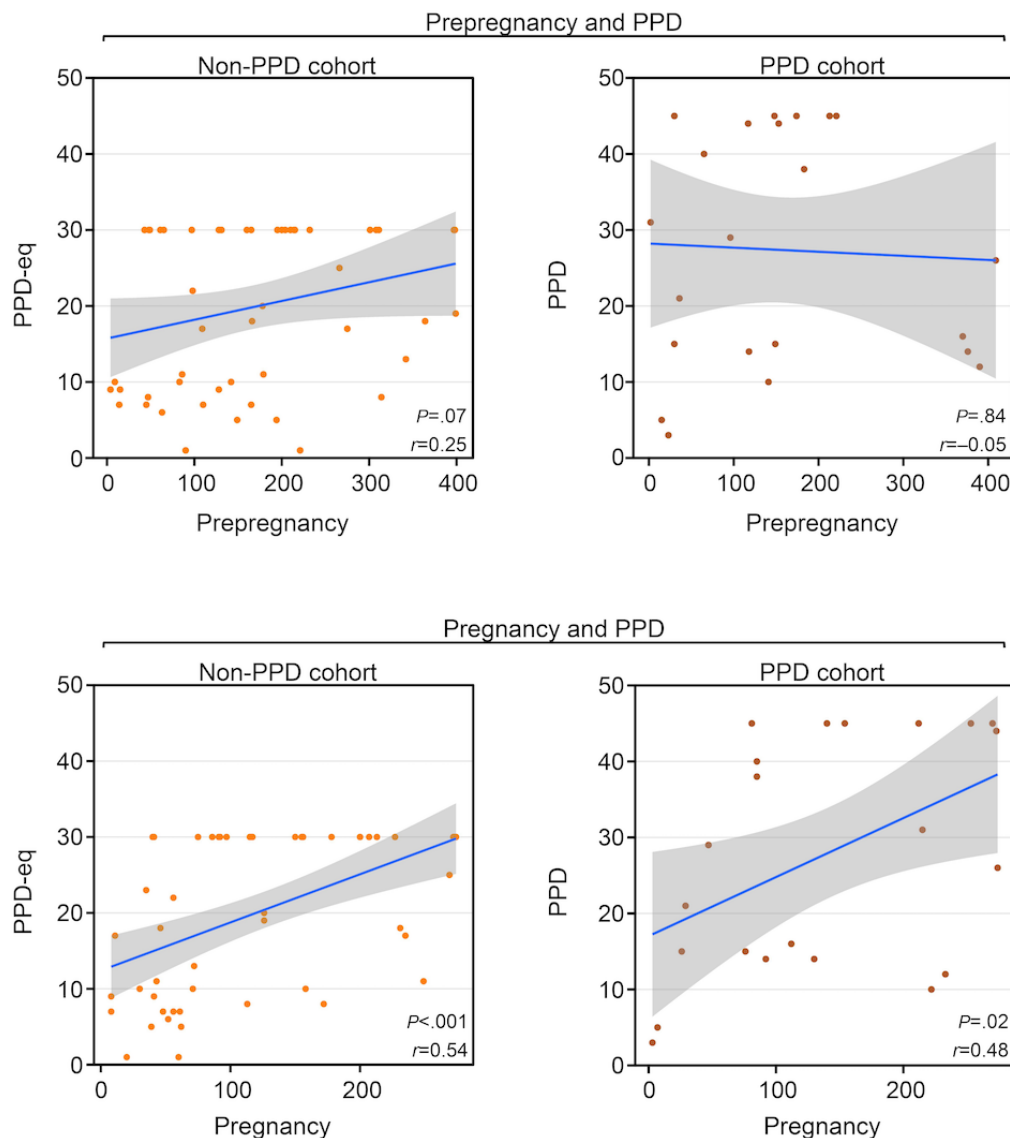 Prepregnancy and PPD
Non-PPD cohort
PPD-eq
50
40
30
20
10
0
P=.07
r=0.25
0 100 200 300 400
Prepregnancy
PPD cohort
PPD
50
40
30
20
10
0
P=.84
r=–0.05
0 100 200 300 400
Prepregnancy
Pregnancy and PPD
Non-PPD cohort
PPD-eq
50
40
30
20
10
0
P<.001
r=0.54
0 100 200
Pregnancy
PPD cohort
PPD
50
40
30
20
10
0
P=.02
r=0.48
0 100 200
Pregnancy